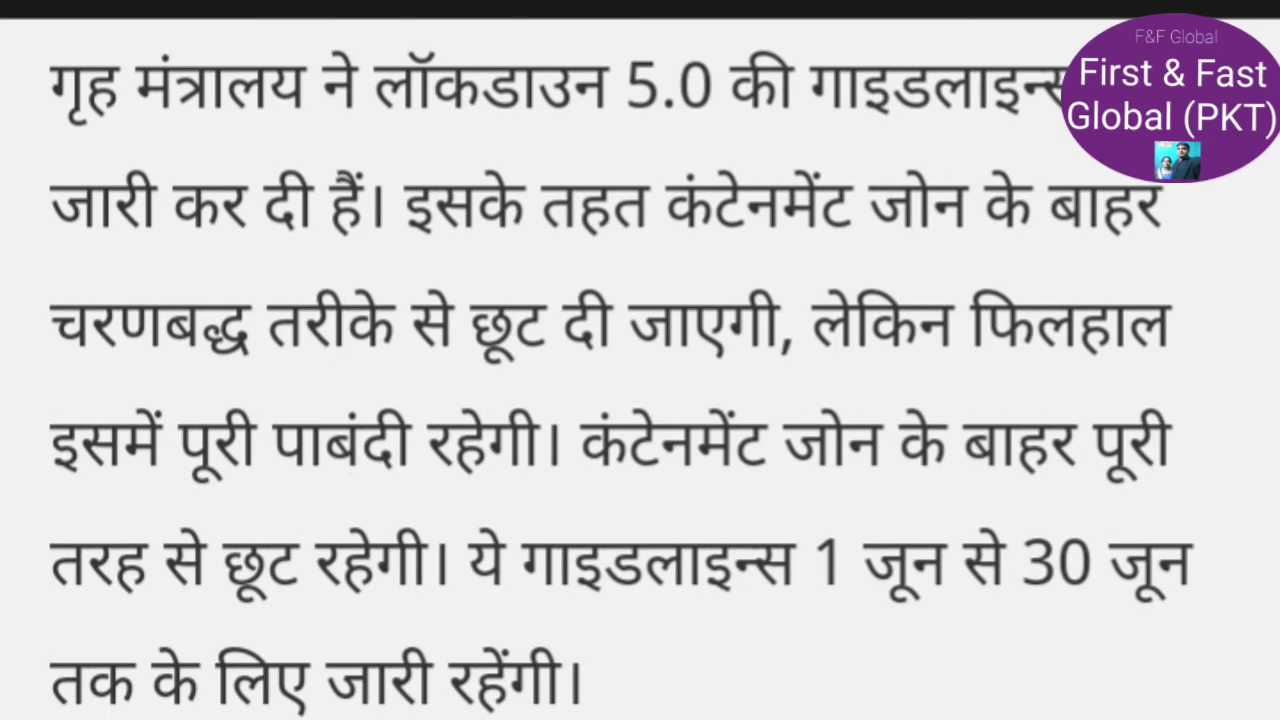 F&F Global
First & Fast
Global (PKT)
गृह मंत्रालय ने लॉकडाउन 5.0 की गाइडलाइन्स
जारी कर दी हैं। इसके तहत कंटेनमेंट जोन के बाहर
चरणबद्ध तरीके से छूट दी जाएगी, लेकिन फिलहाल
इसमें पूरी पाबंदी रहेगी। कंटेनमेंट जोन के बाहर पूरी
तरह से छूट रहेगी। ये गाइडलाइन्स 1 जून से 30 जून
तक के लिए जारी रहेंगी।